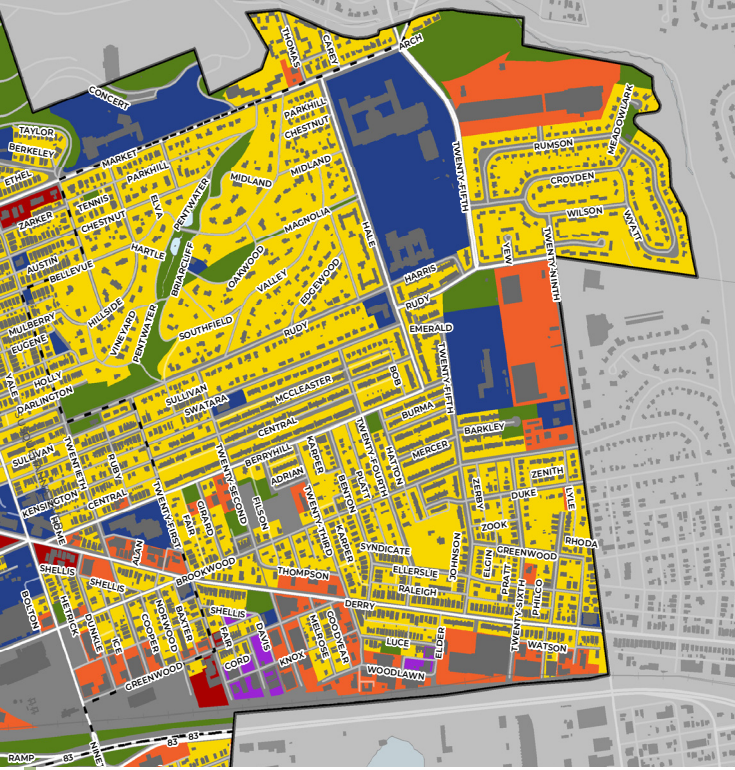 THOMAS
CAREY
ARCH
CONCERT
PARKHILL
CHESTNUT
TAYLOR
BERKELEY
MARKET
PARKHILL
MIDLAND
MIDLAND
ETHEL
TENNIS
ZARKER
CHESTNUT
ELVA
PENTWATER
MAGNOLIA
HALE
TWENTY-FIFTH
RUMSON
MEADOWLARK
CROYDEN
WILSON
WYATT
VIEW
TWENTY-NINTH
HARTLE
AUSTIN
BELLEVUE
BRIARCLIFF
OAKWOOD
VALLEY
EDGEWOOD
HARRIS
RUDY
HILLSIDE
MULBERRY
EUGENE
VINEYARD
PENTWATER
SOUTHFIELD
RUDY
EMERALD
YALE
HOLLY
DARLINGTON
SULLIVAN
SWATARA
MCCLEASTER
BOB
TWENTY-FIFTH
BURMA
BARKLEY
CENTRAL
BERRYHILL
SULLIVAN
TWENTIETH
RUBY
TWENTY-SECOND
KARPER
TWENTY-FOURTH
HATTON
MERCER
ADRIAN
BENTON
PLATT
ZENITH
KENSINGTON
CENTRAL
TWENTY-FIRST
FAIR
GIRARD
FILSON
TWENTY-THIRD
KARPER
ZERBY
DUKE
LYLE
HOME
ALAN
ZOOK
SYNDICATE
JOHNSON
RHODA
GREENWOOD
ELGIN
PRATT
SHELLIS
SHELLIS
BROOKWOOD
THOMPSON
ELLERSLIE
RALEIGH
TWENTY-SIXTH
PHILCO
BOLTON
HETRICK
DUNKLE
ICE
COOPER
NORWOOD
BAXTER
SHELLIS
FAIR
DAVIS
DERRY
MELROSE
GOODYEAR
LUCE
ELDER
WATSON
GREENWOOD
CORD
KNOX
WOODLAWN
83
83
83
RAMP
NINET